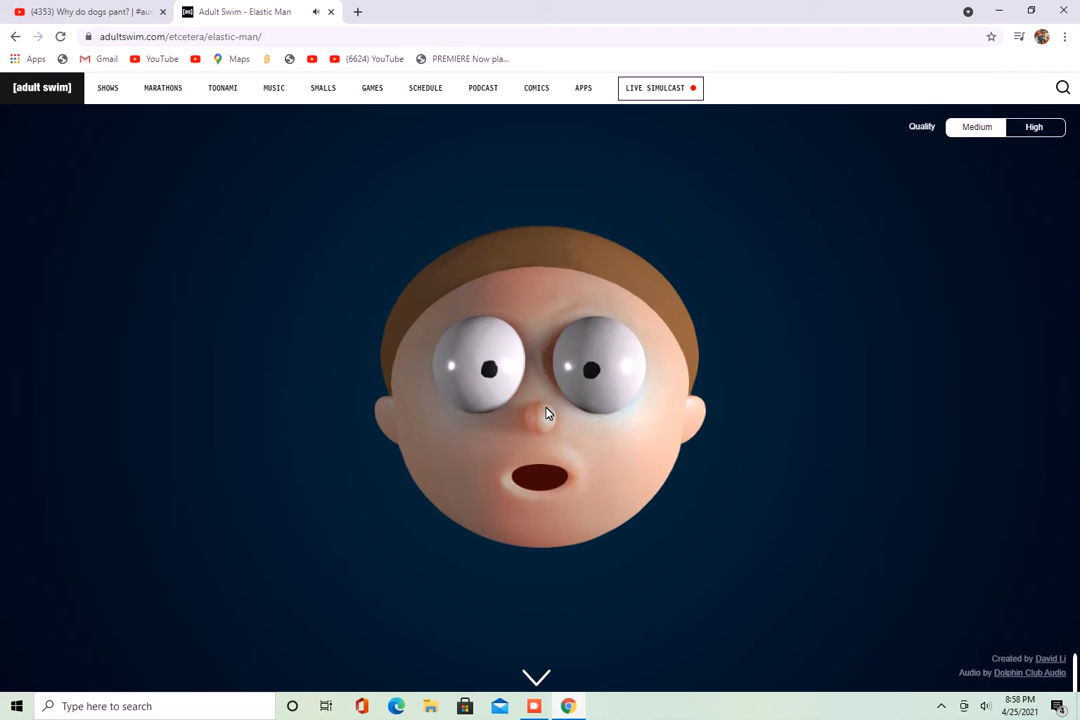 (4353) Why do dogs pant? | #au
[as] Adult Swim - Elastic Man
adultswim.com/etcetera/elastic-man/
Apps Gmail YouTube Maps (6624) YouTube PREMIERE Now pla...
[adult swim] SHOWS MARATHONS TOONAMI MUSIC SMALLS GAMES SCHEDULE PODCAST COMICS APPS LIVE SIMULCAST
Quality Medium High
Created by David Li
Audio by Dolphin Club Audio
Type here to search
8:58 PM
4/25/2021
4